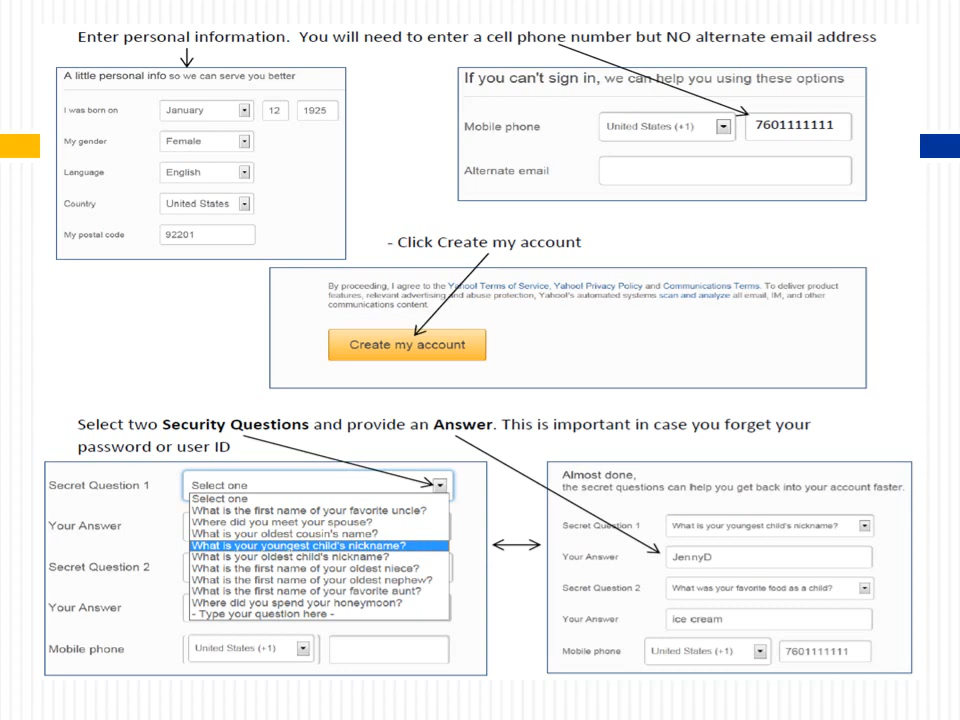 Enter personal information.  You will need to enter a cell phone number but NO alternate email address
A little personal info so we can serve you better
I was born on January 12 1925
My gender Female
Language English
Country United States
My postal code 92201
If you can't sign in, we can help you using these options
Mobile phone United States (+1) 7601111111
Alternate email
- Click Create my account
By proceeding, I agree to the Yahoo! Terms of Service, Yahoo! Privacy Policy and Communications Terms. To deliver product
features, relevant advertising and abuse protection, Yahoo!'s automated systems scan and analyze all email, IM, and other
communications content.
Create my account
Select two Security Questions and provide an Answer. This is important in case you forget your
password or user ID
Secret Question 1 Select one
Select one
What is the first name of your favorite uncle?
Where did you meet your spouse?
What is your oldest cousin's name?
What is your youngest child's nickname?
What is your oldest child's nickname?
What is the first name of your oldest niece?
What is the first name of your oldest nephew?
What is the first name of your favorite aunt?
Where did you spend your honeymoon?
- Type your question here -
Your Answer
Secret Question 2
Your Answer
Mobile phone United States (+1)
Almost done,
the secret questions can help you get back into your account faster.
Secret Question 1 What is your youngest child's nickname?
Your Answer JennyD
Secret Question 2 What was your favorite food as a child?
Your Answer ice cream
Mobile phone United States (+1) 7601111111